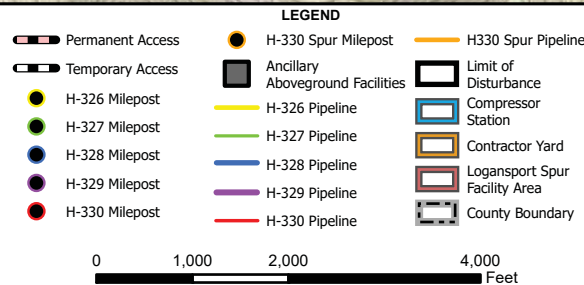 LEGEND
Permanent Access
Temporary Access
H-326 Milepost
H-327 Milepost
H-328 Milepost
H-329 Milepost
H-330 Milepost
H-330 Spur Milepost
Ancillary
Aboveground Facilities
H-326 Pipeline
H-327 Pipeline
H-328 Pipeline
H-329 Pipeline
H-330 Pipeline
H330 Spur Pipeline
Limit of
Disturbance
Compressor
Station
Contractor Yard
Logansport Spur
Facility Area
County Boundary
0 1,000 2,000 4,000
Feet